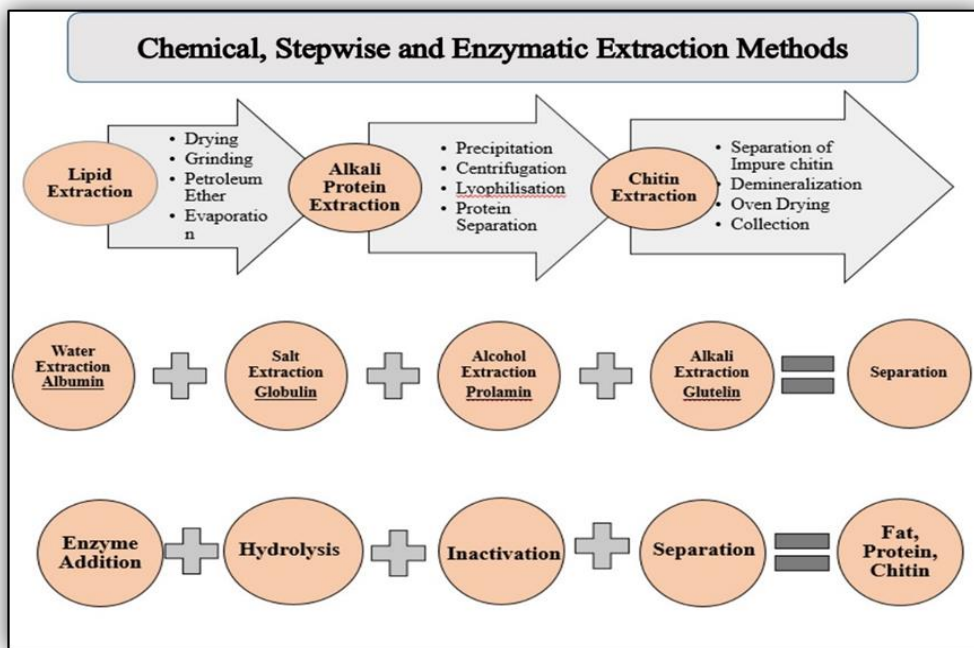 Chemical, Stepwise and Enzymatic Extraction Methods
Lipid
Extraction
• Drying
• Grinding
• Petroleum
Ether
• Evaporatio
n
Alkali
Protein
Extraction
• Precipitation
• Centrifugation
• Lyophilisation
• Protein
Separation
Chitin
Extraction
• Separation of
Impure chitin
• Demineralization
• Oven Drying
• Collection
Water
Extraction
Albumin
Salt
Extraction
Globulin
Alcohol
Extraction
Prolamin
Alkali
Extraction
Glutelin
Separation
Enzyme
Addition
Hydrolysis
Inactivation
Separation
Fat,
Protein,
Chitin